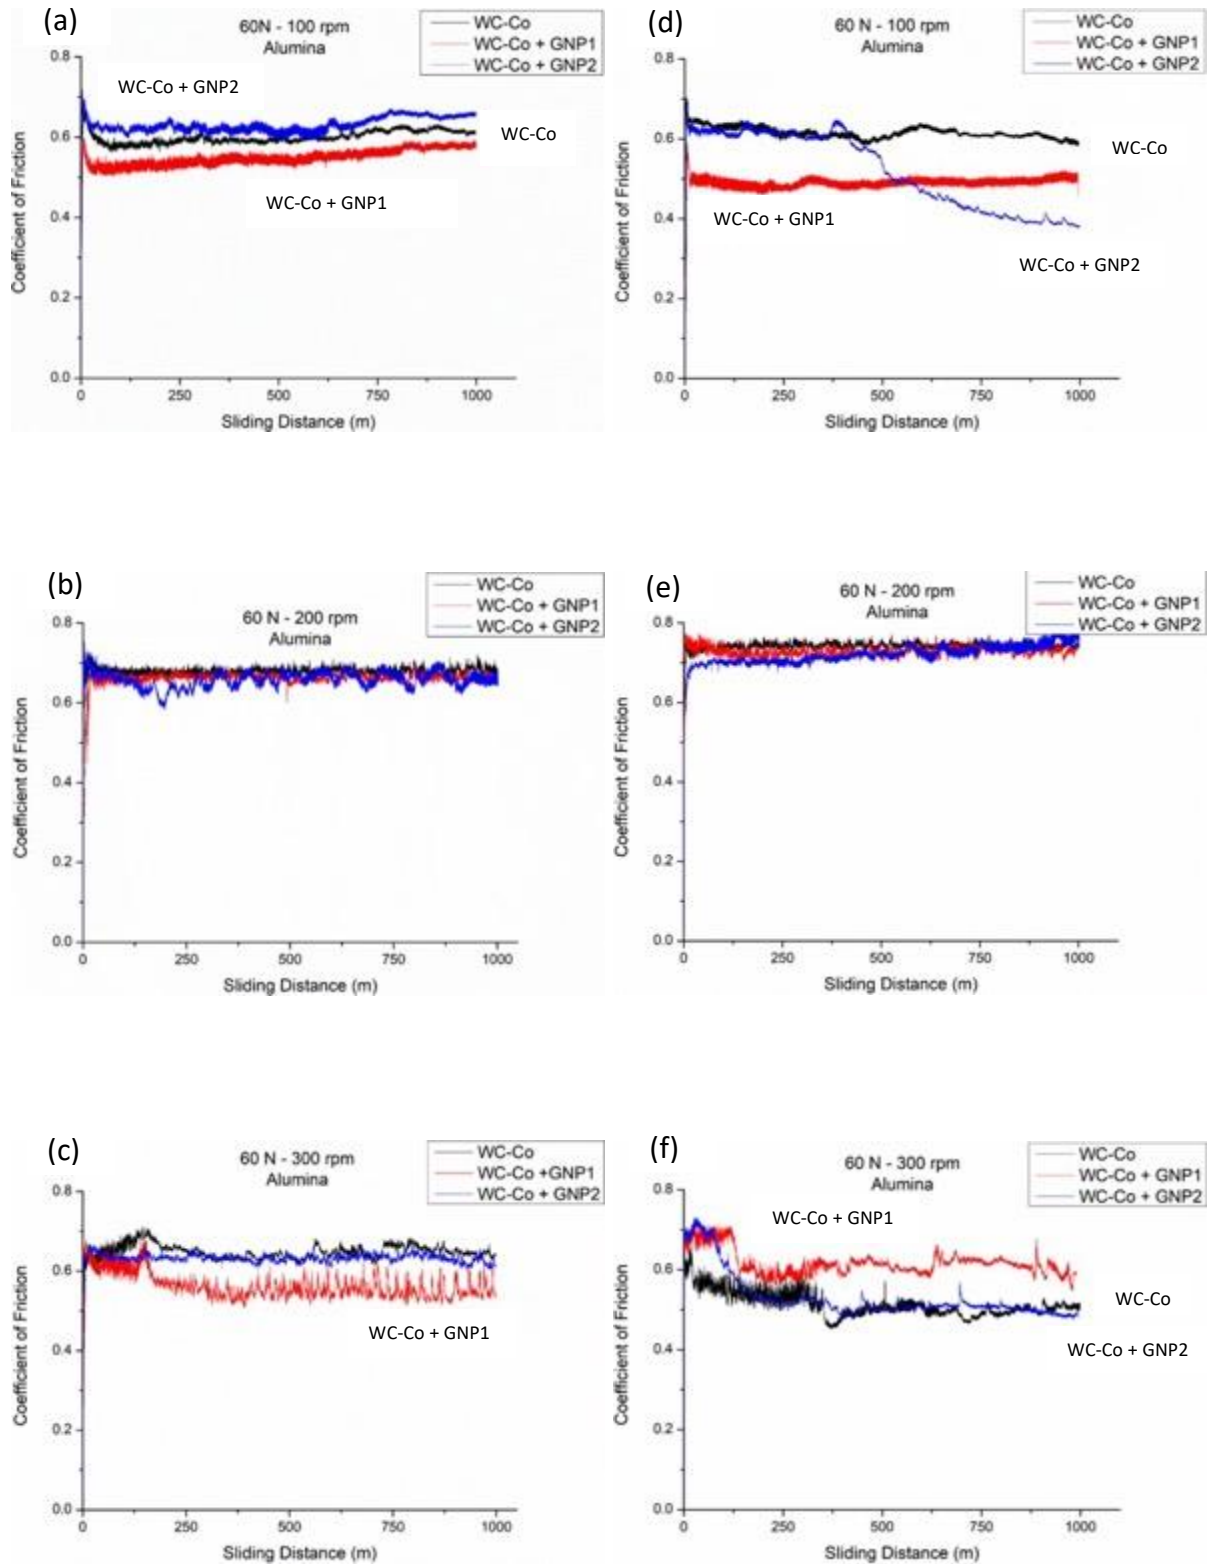 (a)
60N - 100 rpm
Alumina
WC-Co
WC-Co + GNP1
WC-Co + GNP2
0.8
0.6
0.4
0.2
0.0
Coefficient of Friction
WC-Co + GNP2
WC-Co
WC-Co + GNP1
0
250
500
750
1000
Sliding Distance (m)
(d)
60N - 100 rpm
Alumina
WC-Co
WC-Co + GNP1
WC-Co + GNP2
0.8
0.6
0.4
0.2
0.0
Coefficient of Friction
WC-Co
WC-Co + GNP1
WC-Co + GNP2
0
250
500
750
1000
Sliding Distance (m)
(b)
60 N - 200 rpm
Alumina
WC-Co
WC-Co + GNP1
WC-Co + GNP2
0.8
0.6
0.4
0.2
0.0
Coefficient of Friction
0
250
500
750
1000
Sliding Distance (m)
(e)
60 N - 200 rpm
Alumina
WC-Co
WC-Co + GNP1
WC-Co + GNP2
0.8
0.6
0.4
0.2
0.0
Coefficient of Friction
0
250
500
750
1000
Sliding Distance (m)
(c)
60 N - 300 rpm
Alumina
WC-Co
WC-Co +GNP1
WC-Co + GNP2
0.8
0.6
0.4
0.2
0.0
Coefficient of Friction
WC-Co + GNP1
0
250
500
750
1000
Sliding Distance (m)
(f)
60 N - 300 rpm
Alumina
WC-Co
WC-Co + GNP1
WC-Co + GNP2
0.8
0.6
0.4
0.2
0.0
Coefficient of Friction
WC-Co + GNP1
WC-Co
WC-Co + GNP2
0
250
500
750
1000
Sliding Distance (m)